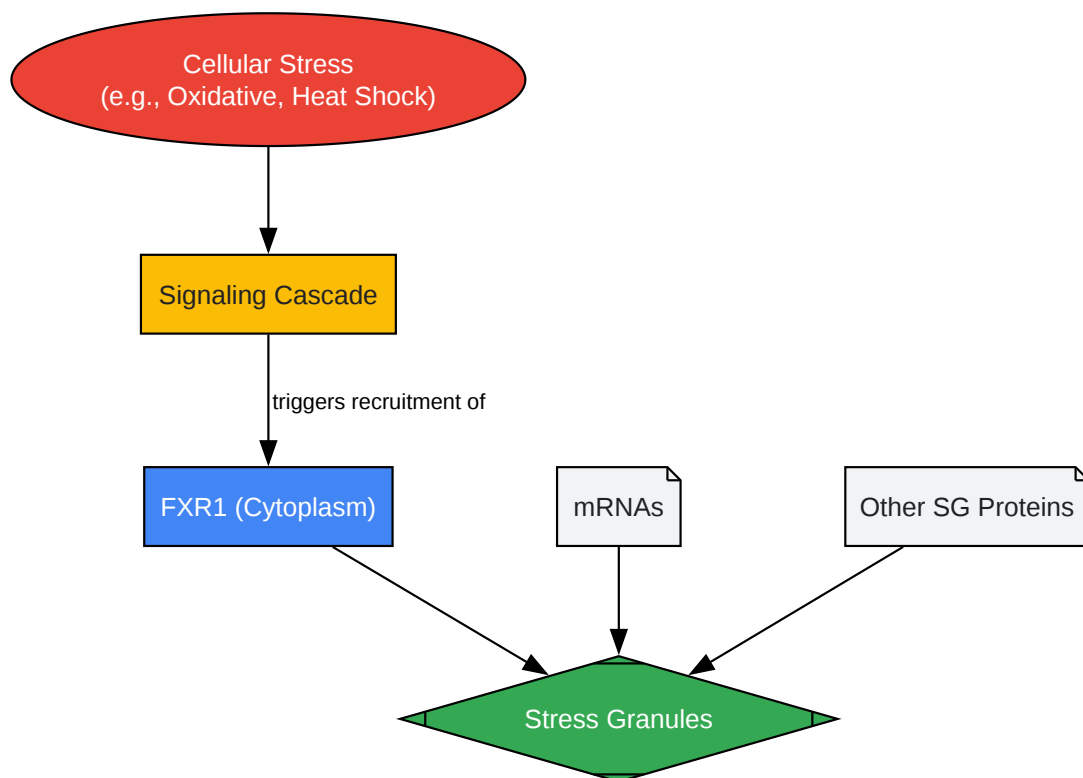 Cellular Stress
(e.g., Oxidative, Heat Shock)
Signaling Cascade
triggers recruitment of
FXR1 (Cytoplasm)
mRNAs
Other SG Proteins
Stress Granules